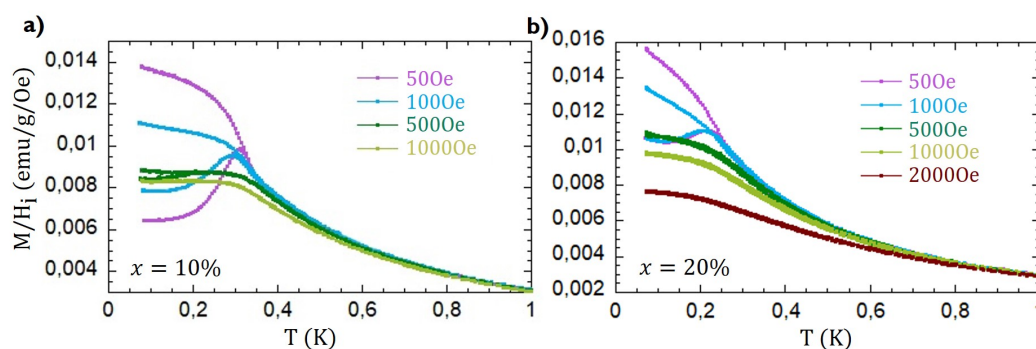 a)
M/Hᵢ (emu/g/Oe)
0,014
0,012
0,01
0,008
0,006
0,004
50Oe
100Oe
500Oe
1000Oe
x = 10%
0 0,2 0,4 0,6 0,8 1
T (K)
b)
0,016
0,014
0,012
0,010
0,008
0,006
0,004
0,002
50Oe
100Oe
500Oe
1000Oe
2000Oe
x = 20%
0 0,2 0,4 0,6 0,8
T (K)